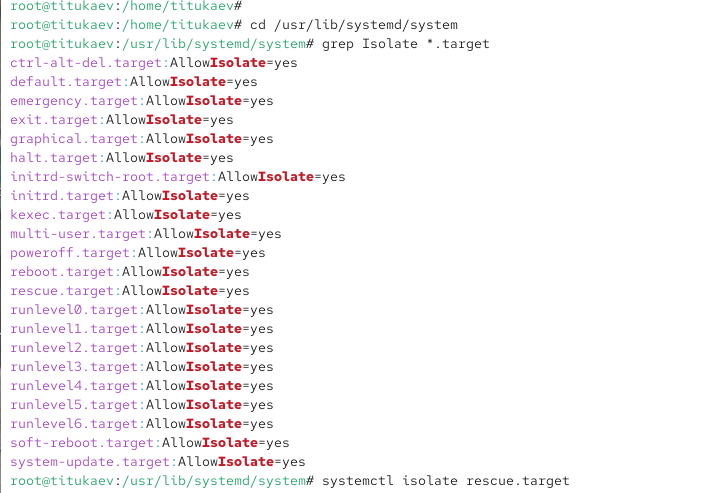 root@titukaev:/home/titukaev#
root@titukaev:/home/titukaev# cd /usr/lib/systemd/system
root@titukaev:/usr/lib/systemd/system# grep Isolate *.target
ctrl-alt-del.target:AllowIsolate=yes
default.target:AllowIsolate=yes
emergency.target:AllowIsolate=yes
exit.target:AllowIsolate=yes
graphical.target:AllowIsolate=yes
halt.target:AllowIsolate=yes
initrd-switch-root.target:AllowIsolate=yes
initrd.target:AllowIsolate=yes
kexec.target:AllowIsolate=yes
multi-user.target:AllowIsolate=yes
poweroff.target:AllowIsolate=yes
reboot.target:AllowIsolate=yes
rescue.target:AllowIsolate=yes
runlevel0.target:AllowIsolate=yes
runlevel1.target:AllowIsolate=yes
runlevel2.target:AllowIsolate=yes
runlevel3.target:AllowIsolate=yes
runlevel4.target:AllowIsolate=yes
runlevel5.target:AllowIsolate=yes
runlevel6.target:AllowIsolate=yes
soft-reboot.target:AllowIsolate=yes
system-update.target:AllowIsolate=yes
root@titukaev:/usr/lib/systemd/system# systemctl isolate rescue.target